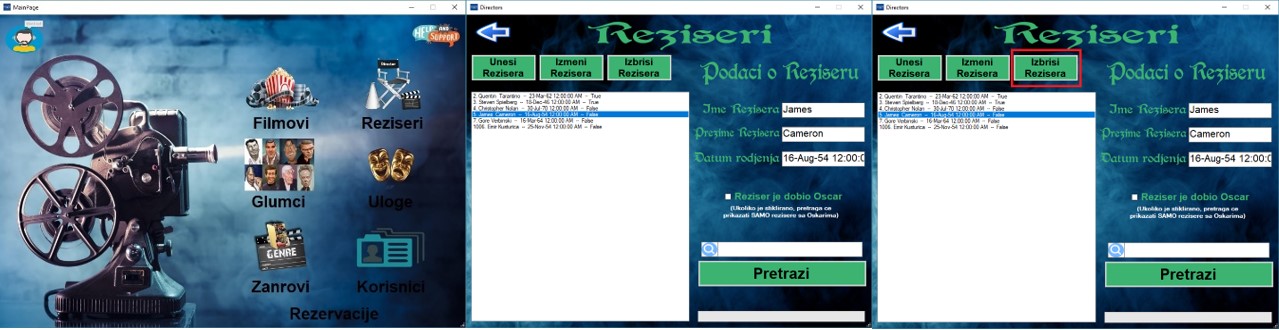 MainPage
HELP AND SUPPORT
Filmovi
Reziseri
Glumci
Uloge
GENRE
Zanrovi
Korisnici
Rezervacije
Directors
Reziseri
Unesi Rezisera
Izmeni Rezisera
Izbrisi Rezisera
Podaci o Reziseru
2. Quentin Tarantino -- 23-Mar-62 12:00:00 AM -- True
3. Steven Spielberg -- 18-Dec-46 12:00:00 AM -- True
4. Christopher Nolan -- 30-Jul-70 12:00:00 AM -- False
5. James Cameron -- 16-Aug-54 12:00:00 AM -- False
7. Gore Verbinski -- 16-Mar-64 12:00:00 AM -- False
1006. Emir Kusturica -- 25-Nov-54 12:00:00 AM -- False
Ime Rezisera James
Prezime Rezisera Cameron
Datum rodjenja 16-Aug-54 12:00:0
Reziser je dobio Oscar
(Ukoliko je stiklirano, pretraga ce
prikazati SAMO rezisere sa Oskarima)
Pretrazi
Directors
Reziseri
Unesi Rezisera
Izmeni Rezisera
Izbrisi Rezisera
Podaci o Reziseru
2. Quentin Tarantino -- 23-Mar-62 12:00:00 AM -- True
3. Steven Spielberg -- 18-Dec-46 12:00:00 AM -- True
4. Christopher Nolan -- 30-Jul-70 12:00:00 AM -- False
5. James Cameron -- 16-Aug-54 12:00:00 AM -- False
7. Gore Verbinski -- 16-Mar-64 12:00:00 AM -- False
1006. Emir Kusturica -- 25-Nov-54 12:00:00 AM -- False
Ime Rezisera James
Prezime Rezisera Cameron
Datum rodjenja 16-Aug-54 12:00:0
Reziser je dobio Oscar
(Ukoliko je stiklirano, pretraga ce
prikazati SAMO rezisere sa Oskarima)
Pretrazi